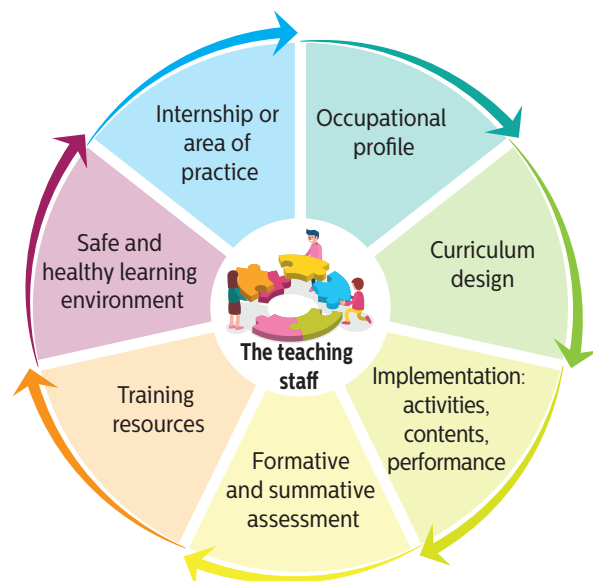 Internship or
area of
practice
Occupational
profile
Curriculum
design
Implementation:
activities,
contents,
performance
Formative
and summative
assessment
Training
resources
Safe and
healthy learning
environment
The teaching
staff